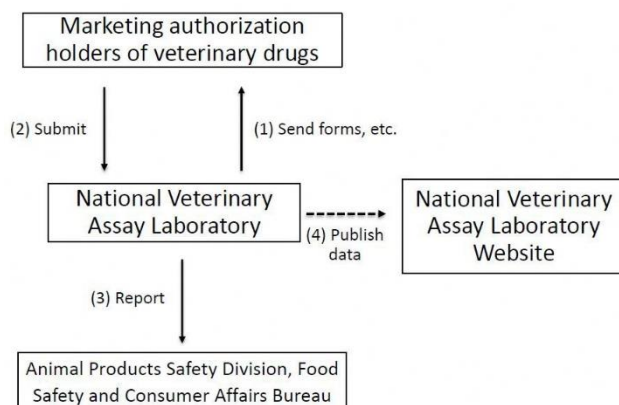 Marketing authorization
holders of veterinary drugs
(2) Submit
(1) Send forms, etc.
National Veterinary
Assay Laboratory
(4) Publish
data
National Veterinary
Assay Laboratory
Website
(3) Report
Animal Products Safety Division, Food
Safety and Consumer Affairs Bureau